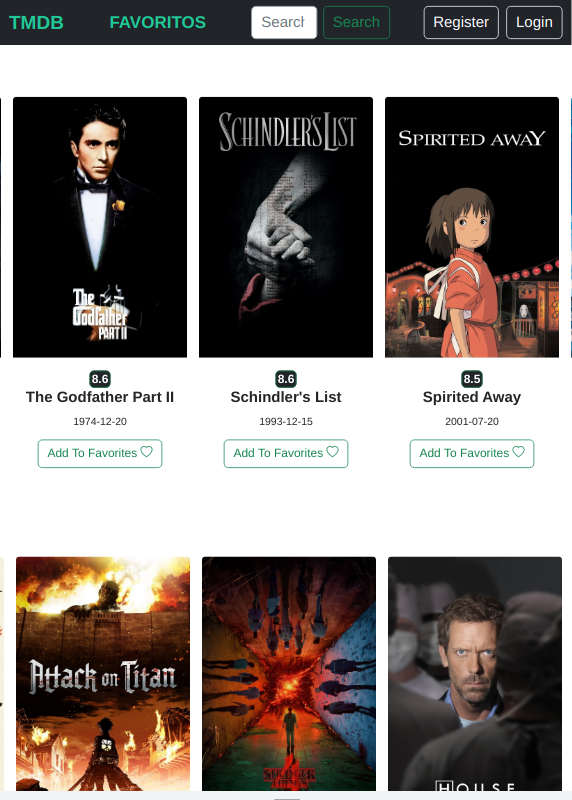 TMDB FAVORITOS Search Search Register Login
SCHINDLER'S LIST
SPIRITED AWAY
The
Godfather
PART II
8.6 8.6 8.5
The Godfather Part II Schindler's List Spirited Away
1974-12-20 1993-12-15 2001-07-20
Add To Favorites Add To Favorites Add To Favorites
Attack on Titan
STRANGER
THINGS
HOUSE